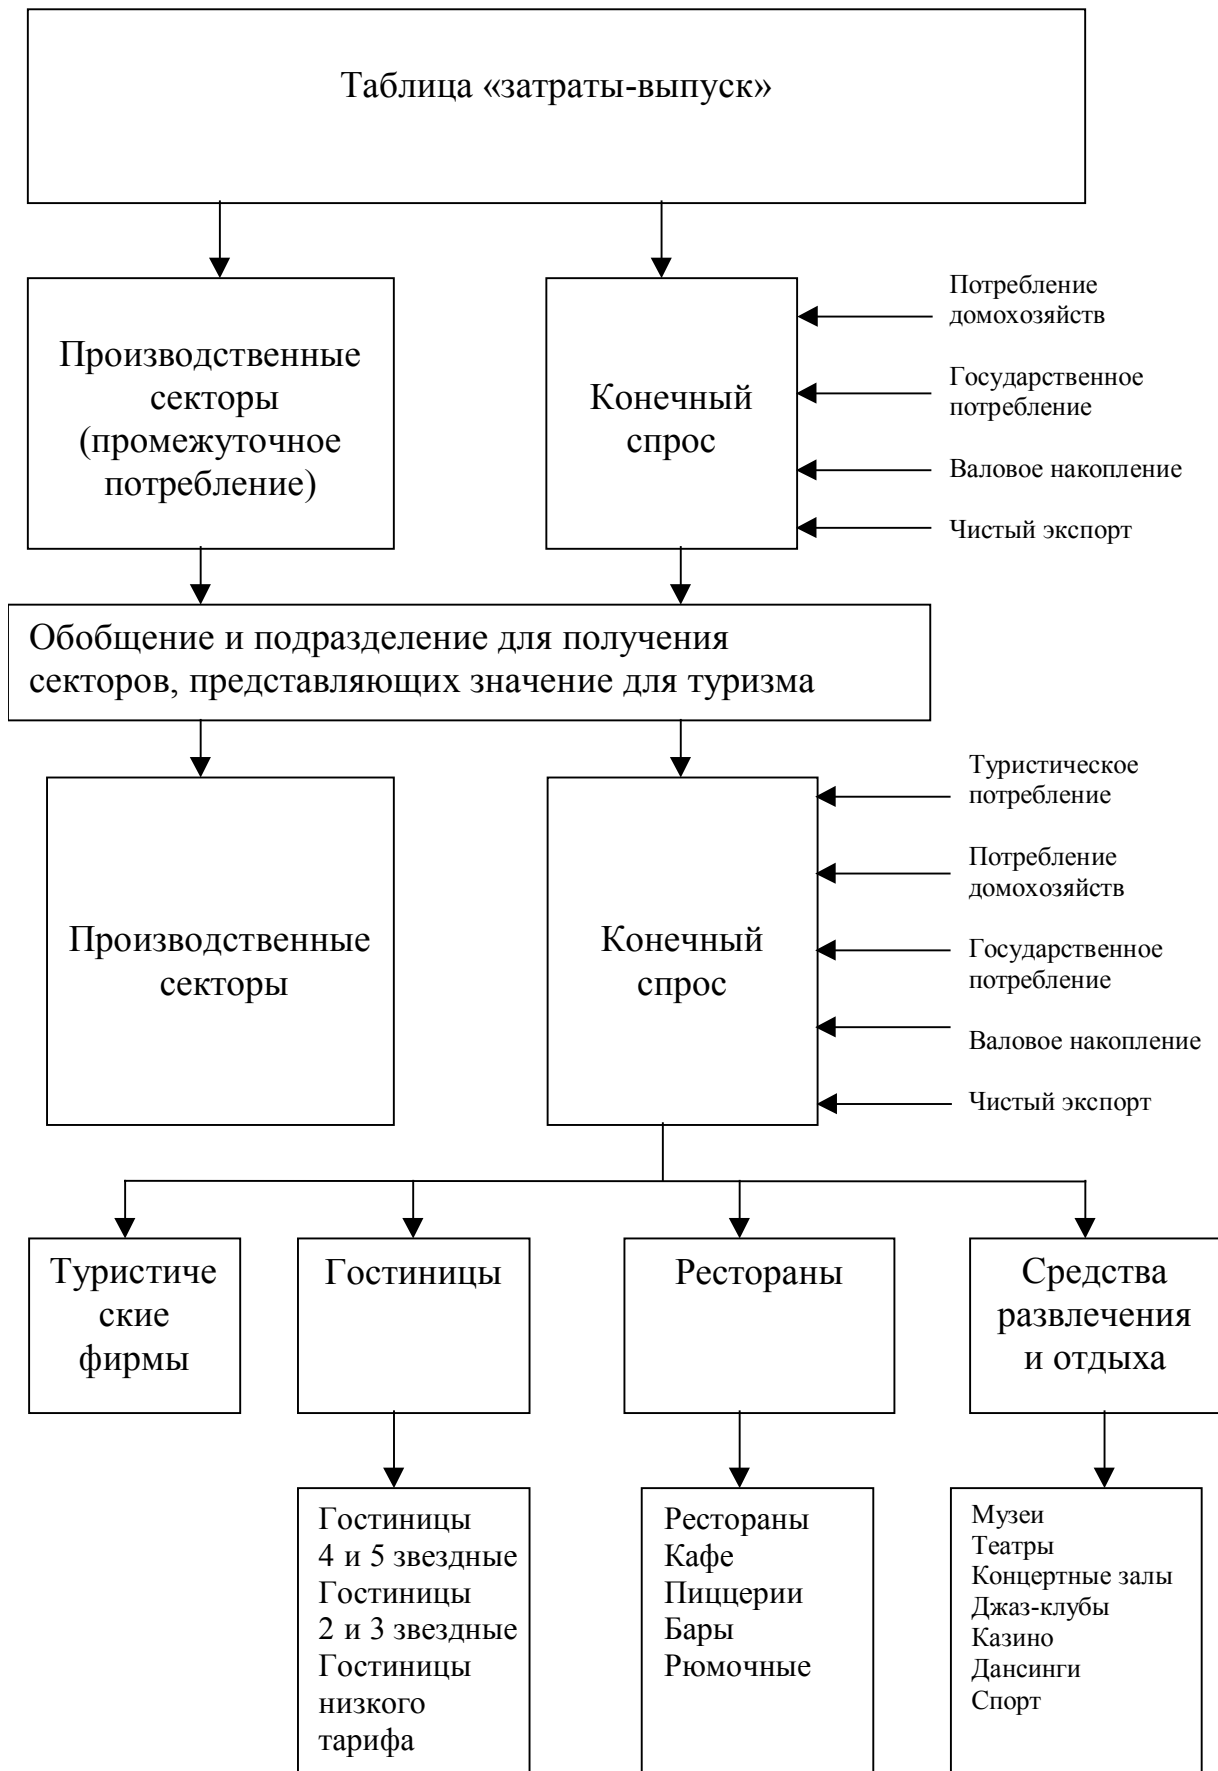 Таблица «затраты-выпуск»
Производственные
секторы
(промежуточное
потребление)
Конечный
спрос
Потребление
домохозяйств
Государственное
потребление
Валовое накопление
Чистый экспорт
Обобщение и подразделение для получения
секторов, представляющих значение для туризма
Производственные
секторы
Конечный
спрос
Туристическое
потребление
Потребление
домохозяйств
Государственное
потребление
Валовое накопление
Чистый экспорт
Туристиче
ские
фирмы
Гостиницы
Рестораны
Средства
развлечения
и отдыха
Гостиницы
4 и 5 звездные
Гостиницы
2 и 3 звездные
Гостиницы
низкого
тарифа
Рестораны
Кафе
Пиццерии
Бары
Рюмочные
Музеи
Театры
Концертные залы
Джаз-клубы
Казино
Дансинги
Спорт